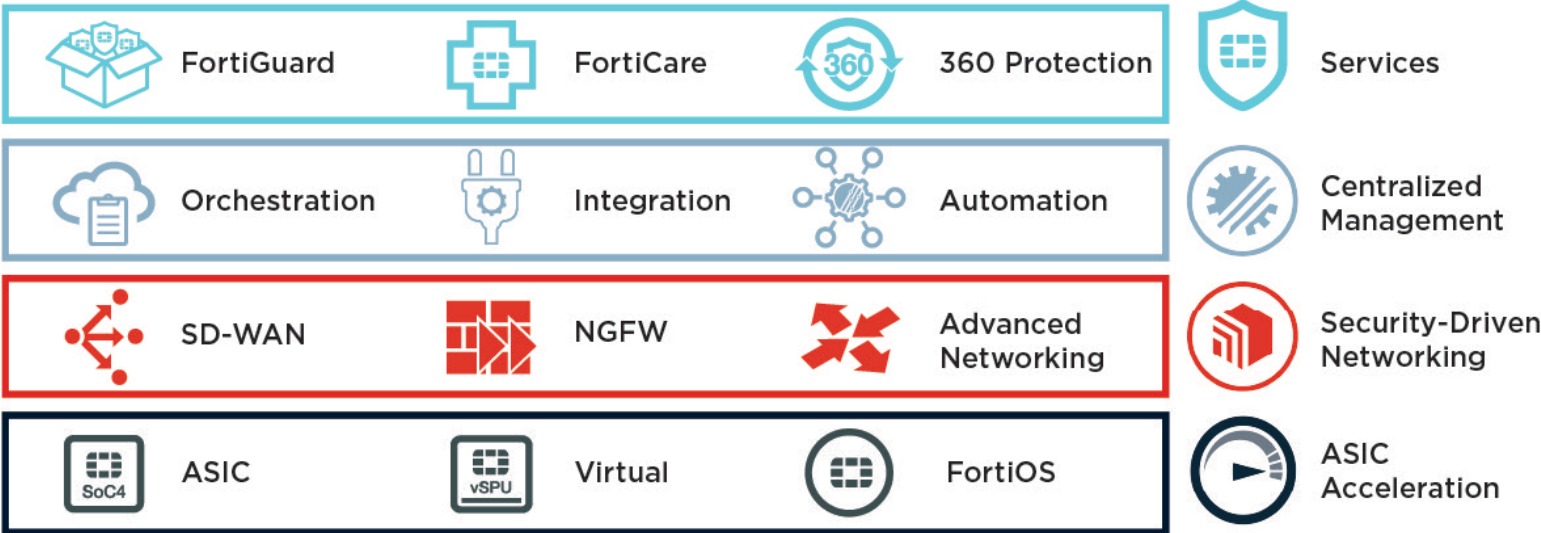 FortiGuard
FortiCare
360
360 Protection
Services
Orchestration
Integration
Automation
Centralized
Management
SD-WAN
NGFW
Advanced
Networking
Security-Driven
Networking
SoC4
ASIC
vSPU
Virtual
FortiOS
ASIC
Acceleration